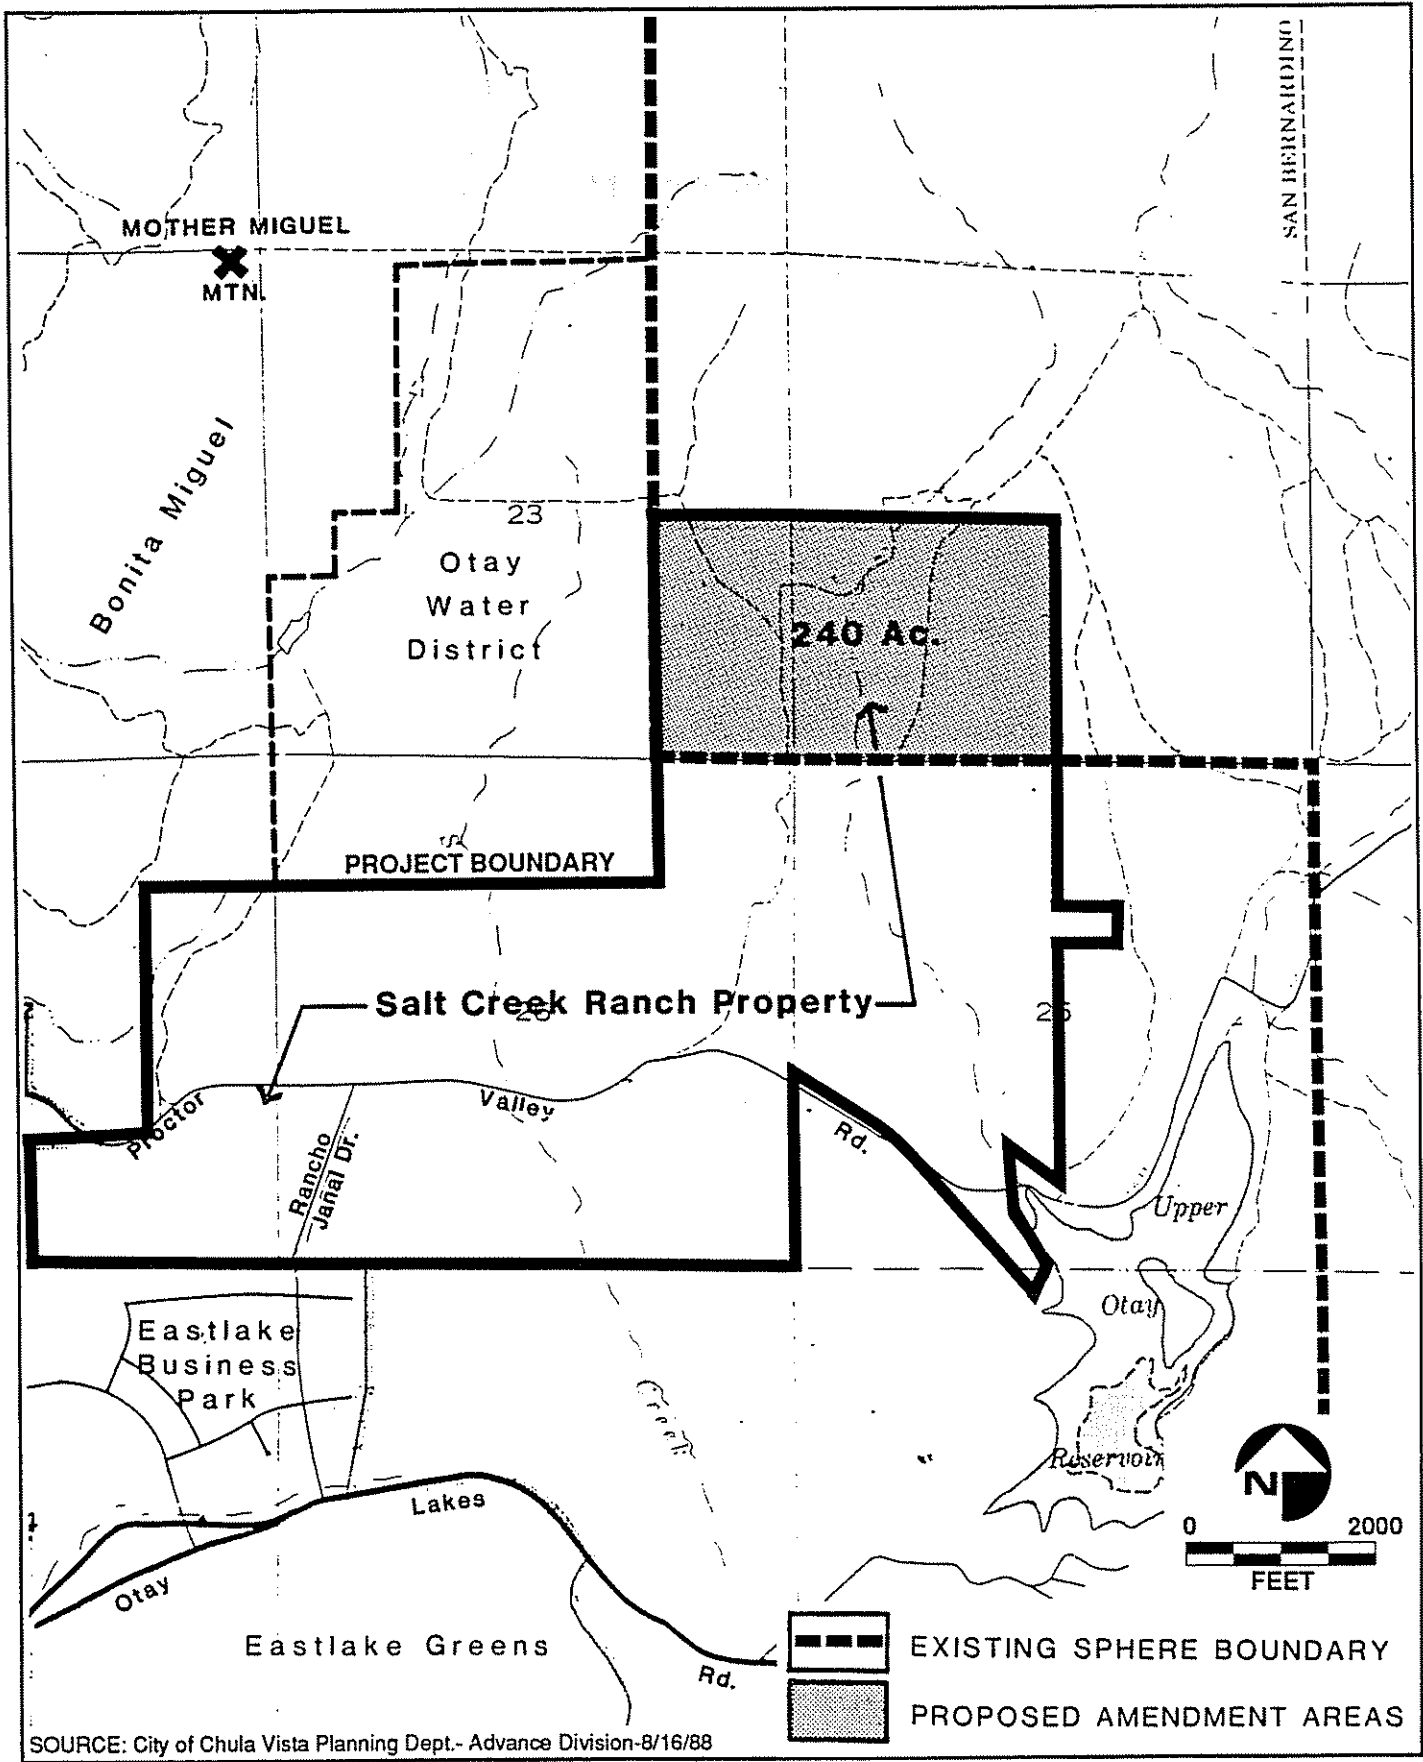 SAN BERNARDINO
MOTHER MIGUEL
MTN.
Bonita Miguel
23
Otay
Water
District
240 Ac.
PROJECT BOUNDARY
Salt Creek Ranch Property
26
25
Proctor
Valley
Rd.
Rancho
Jañal Dr.
Upper
Otay
Reservoir
Eastlake
Business
Park
Creek
Lakes
Otay
Rd.
Eastlake Greens
N
0 2000
FEET
EXISTING SPHERE BOUNDARY
PROPOSED AMENDMENT AREAS
SOURCE: City of Chula Vista Planning Dept.- Advance Division-8/16/88